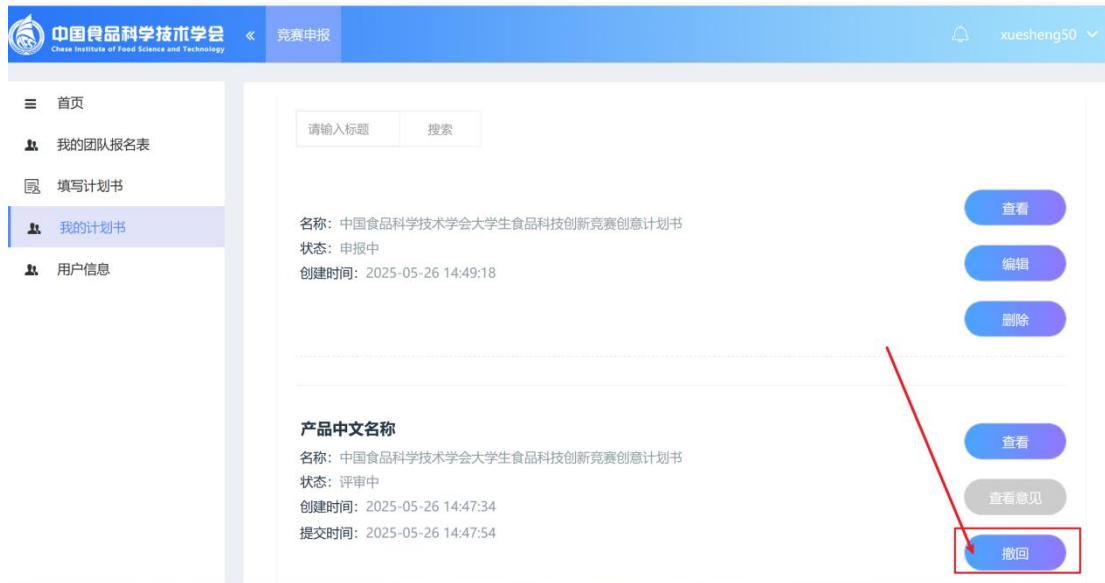 中国食品科学技术学会
Chese Institute of Food Science and Technology
«
竞赛申报
xuesheng50
首页
我的团队报名表
填写计划书
我的计划书
用户信息
请输入标题
搜索
名称：中国食品科学技术学会大学生食品科技创新竞赛创意计划书
状态：申报中
创建时间：2025-05-26 14:49:18
查看
编辑
删除
产品中文名称
名称：中国食品科学技术学会大学生食品科技创新竞赛创意计划书
状态：评审中
创建时间：2025-05-26 14:47:34
提交时间：2025-05-26 14:47:54
查看
查看意见
撤回